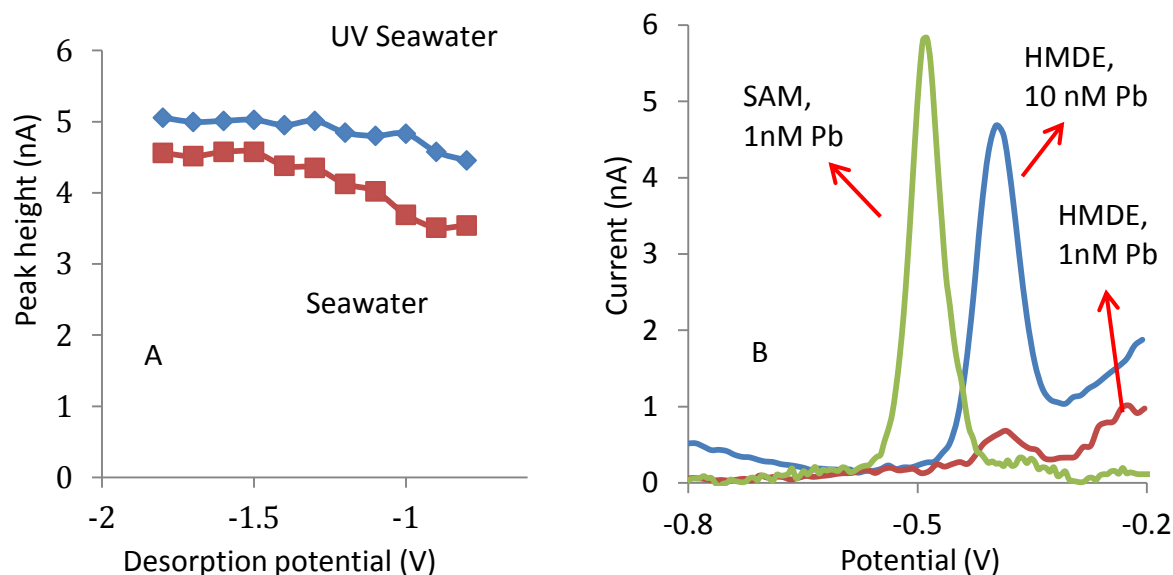 UV Seawater
6
5
4
3
2
1
0
Peak height (nA)
Seawater
A
-2
-1.5
-1
Desorption potential (V)
6
5
4
3
2
1
0
Current (nA)
SAM,
1nM Pb
HMDE,
10 nM Pb
HMDE,
1nM Pb
B
-0.8
-0.5
-0.2
Potential (V)